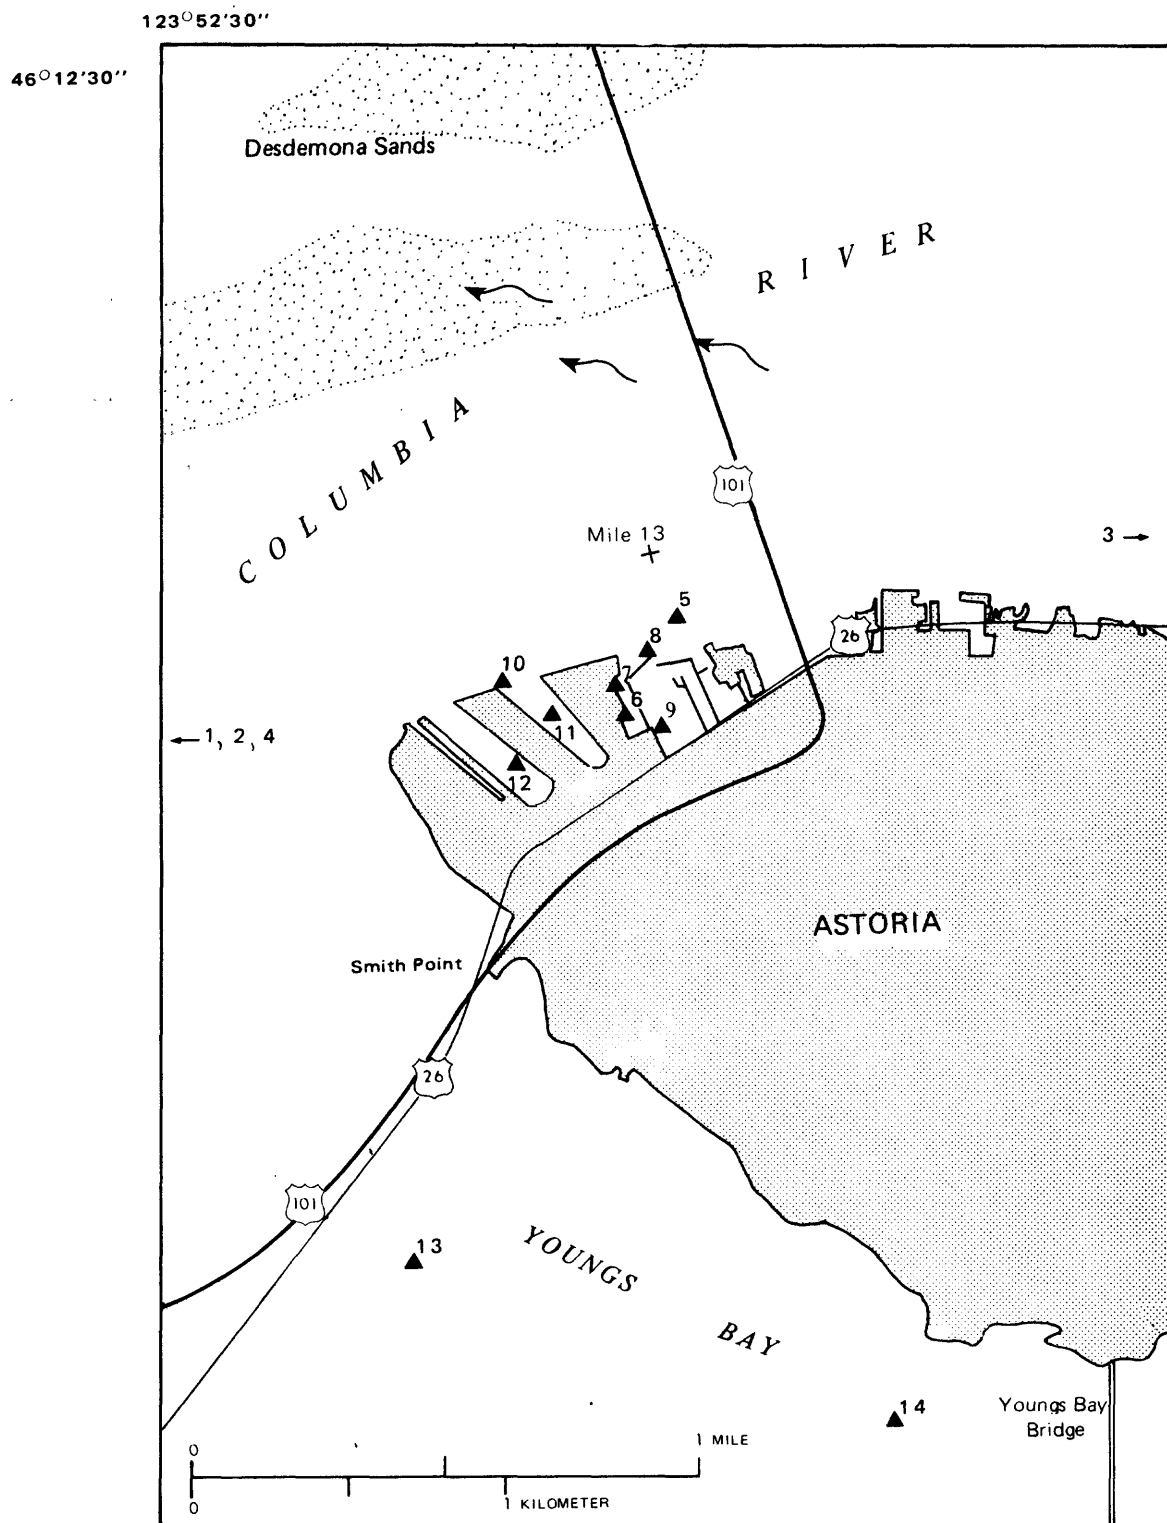 123°52'30"
46°12'30"
Desdemona Sands
COLUMBIA RIVER
101
Mile 13
3
5
26
8
10
7
6
9
11
1, 2, 4
12
ASTORIA
Smith Point
26
101
13
YOUNGS BAY
14
Youngs Bay
Bridge
0 1 MILE
0 1 KILOMETER